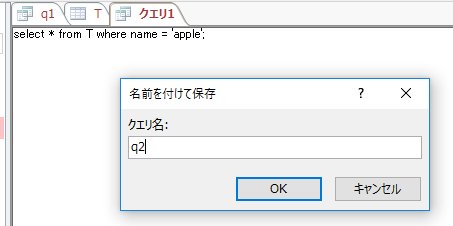 q1 T クエリ1
select * from T where name = 'apple';
名前を付けて保存 ? ×
クエリ名:
q2
OK キャンセル